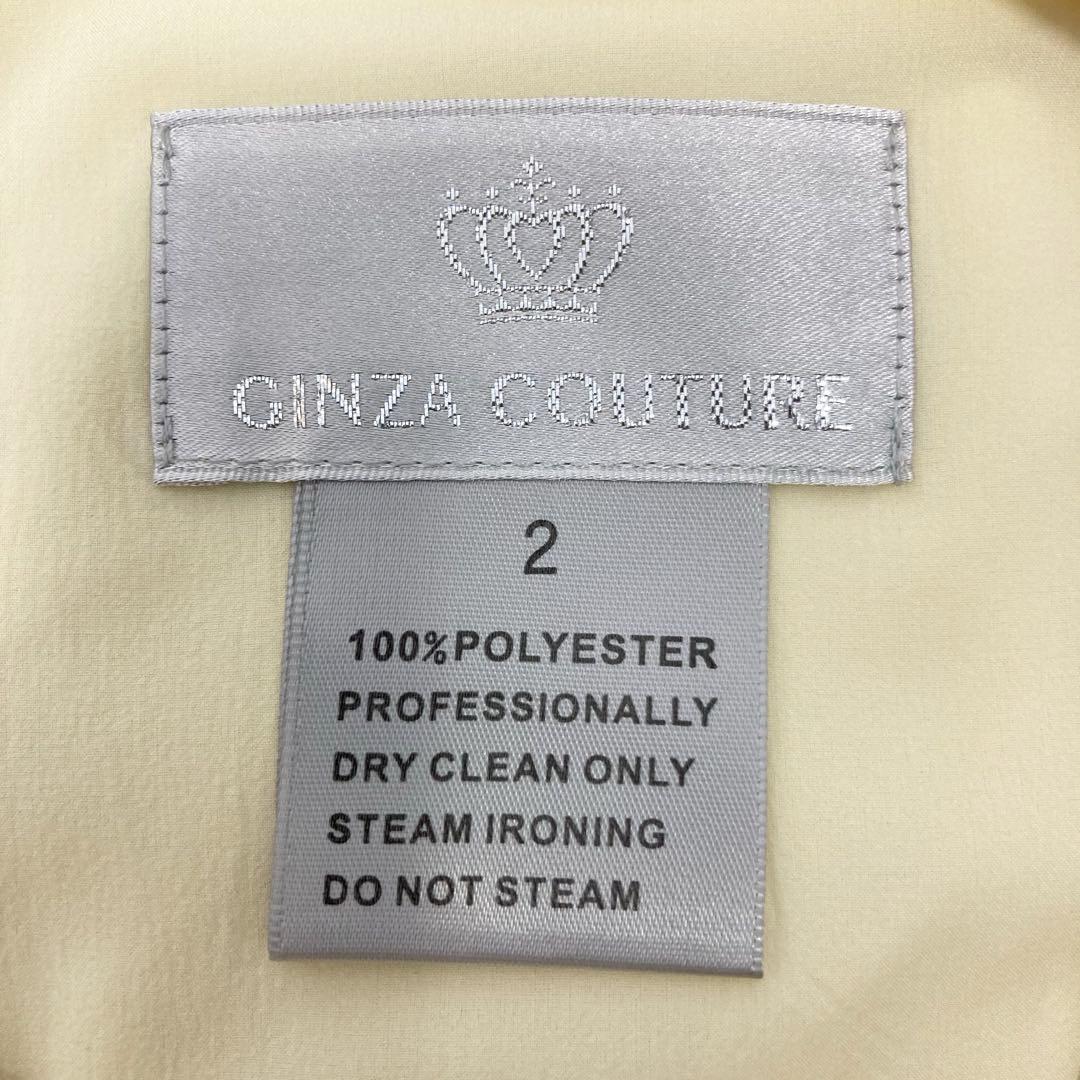 GINZA COUTURE
2
100%POLYESTER
PROFESSIONALLY
DRY CLEAN ONLY
STEAM IRONING
DO NOT STEAM